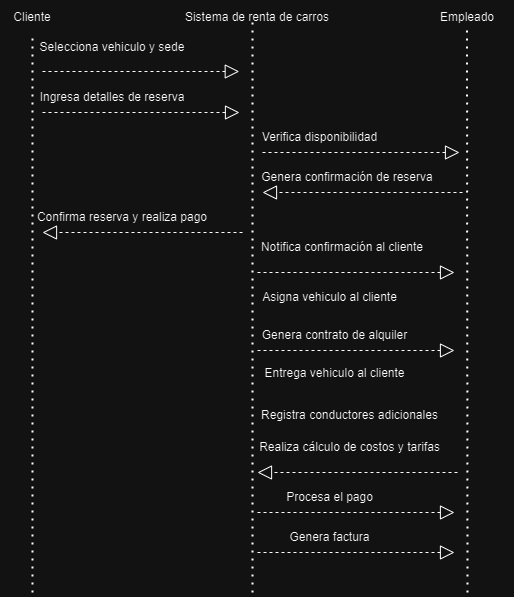 Cliente
Sistema de renta de carros
Empleado
Selecciona vehiculo y sede
Ingresa detalles de reserva
Verifica disponibilidad
Genera confirmación de reserva
Confirma reserva y realiza pago
Notifica confirmación al cliente
Asigna vehiculo al cliente
Genera contrato de alquiler
Entrega vehiculo al cliente
Registra conductores adicionales
Realiza cálculo de costos y tarifas
Procesa el pago
Genera factura